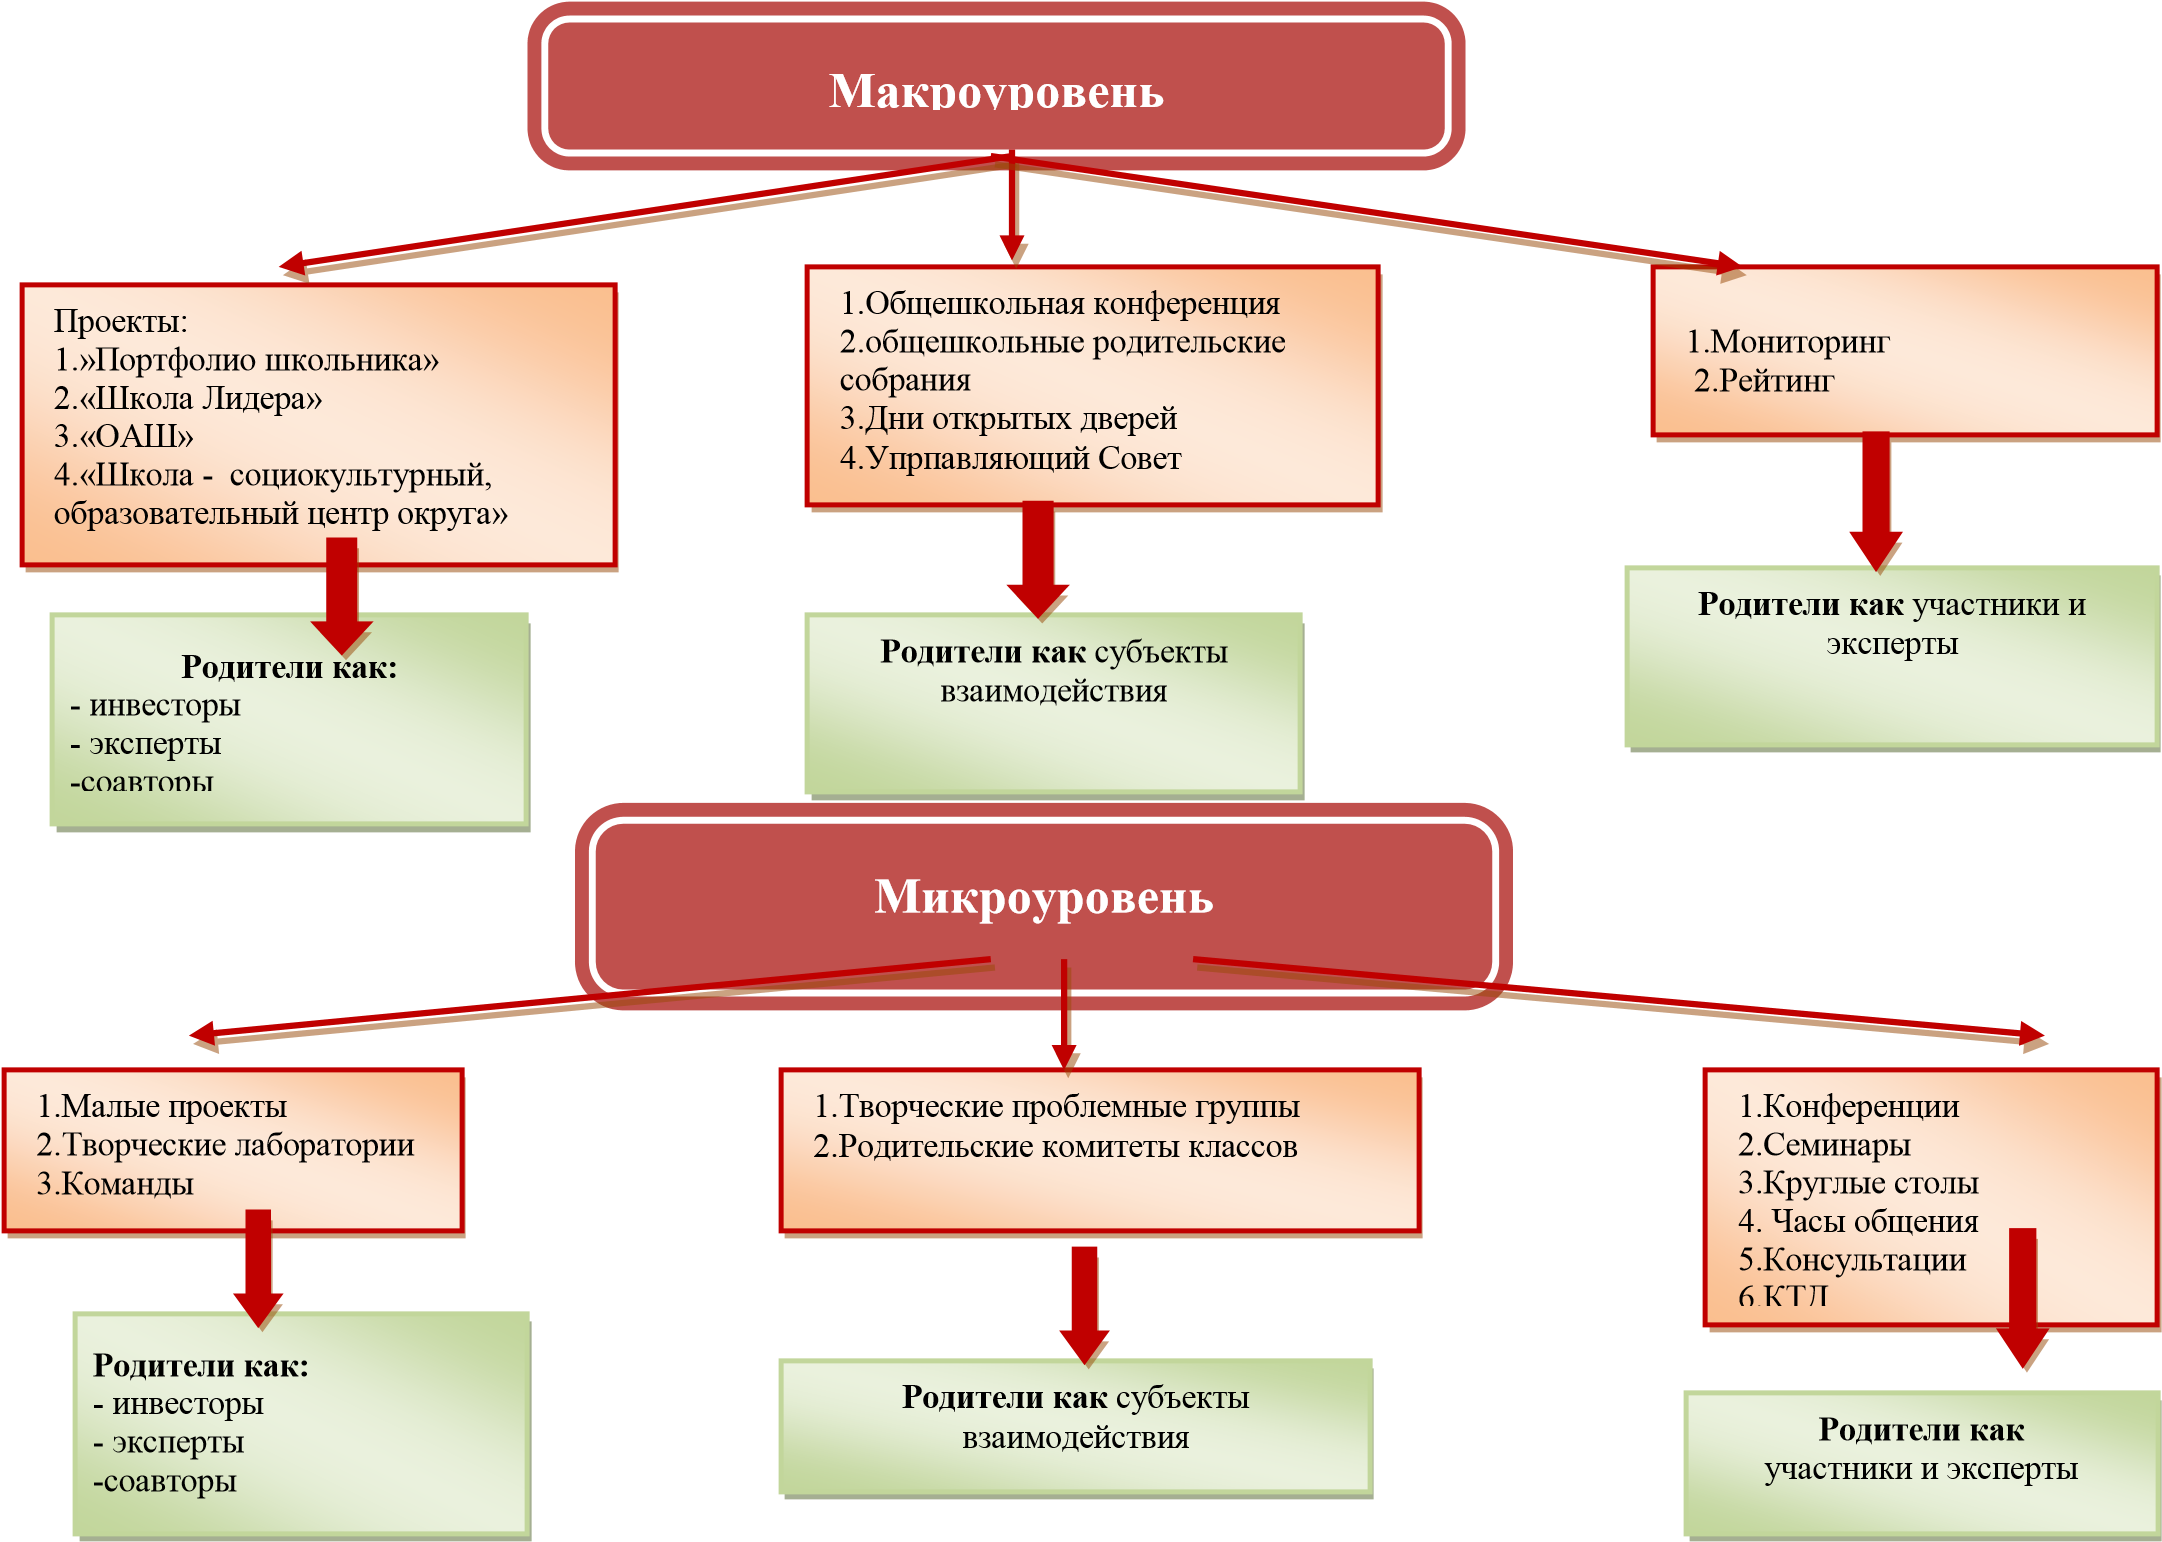 Макроуровень
Проекты:
1.»Портфолио школьника»
2.«Школа Лидера»
3.«ОАШ»
4.«Школа - социокультурный,
образовательный центр округа»
1.Общешкольная конференция
2.общешкольные родительские
собрания
3.Дни открытых дверей
4.Упрпавляющий Совет
1.Мониторинг
2.Рейтинг
Родители как:
- инвесторы
- эксперты
-соавторы
Родители как субъекты
взаимодействия
Родители как участники и
эксперты
Микроуровень
1.Малые проекты
2.Творческие лаборатории
3.Команды
1.Творческие проблемные группы
2.Родительские комитеты классов
1.Конференции
2.Семинары
3.Круглые столы
4. Часы общения
5.Консультации
6.КТД
Родители как:
- инвесторы
- эксперты
-соавторы
Родители как субъекты
взаимодействия
Родители как
участники и эксперты